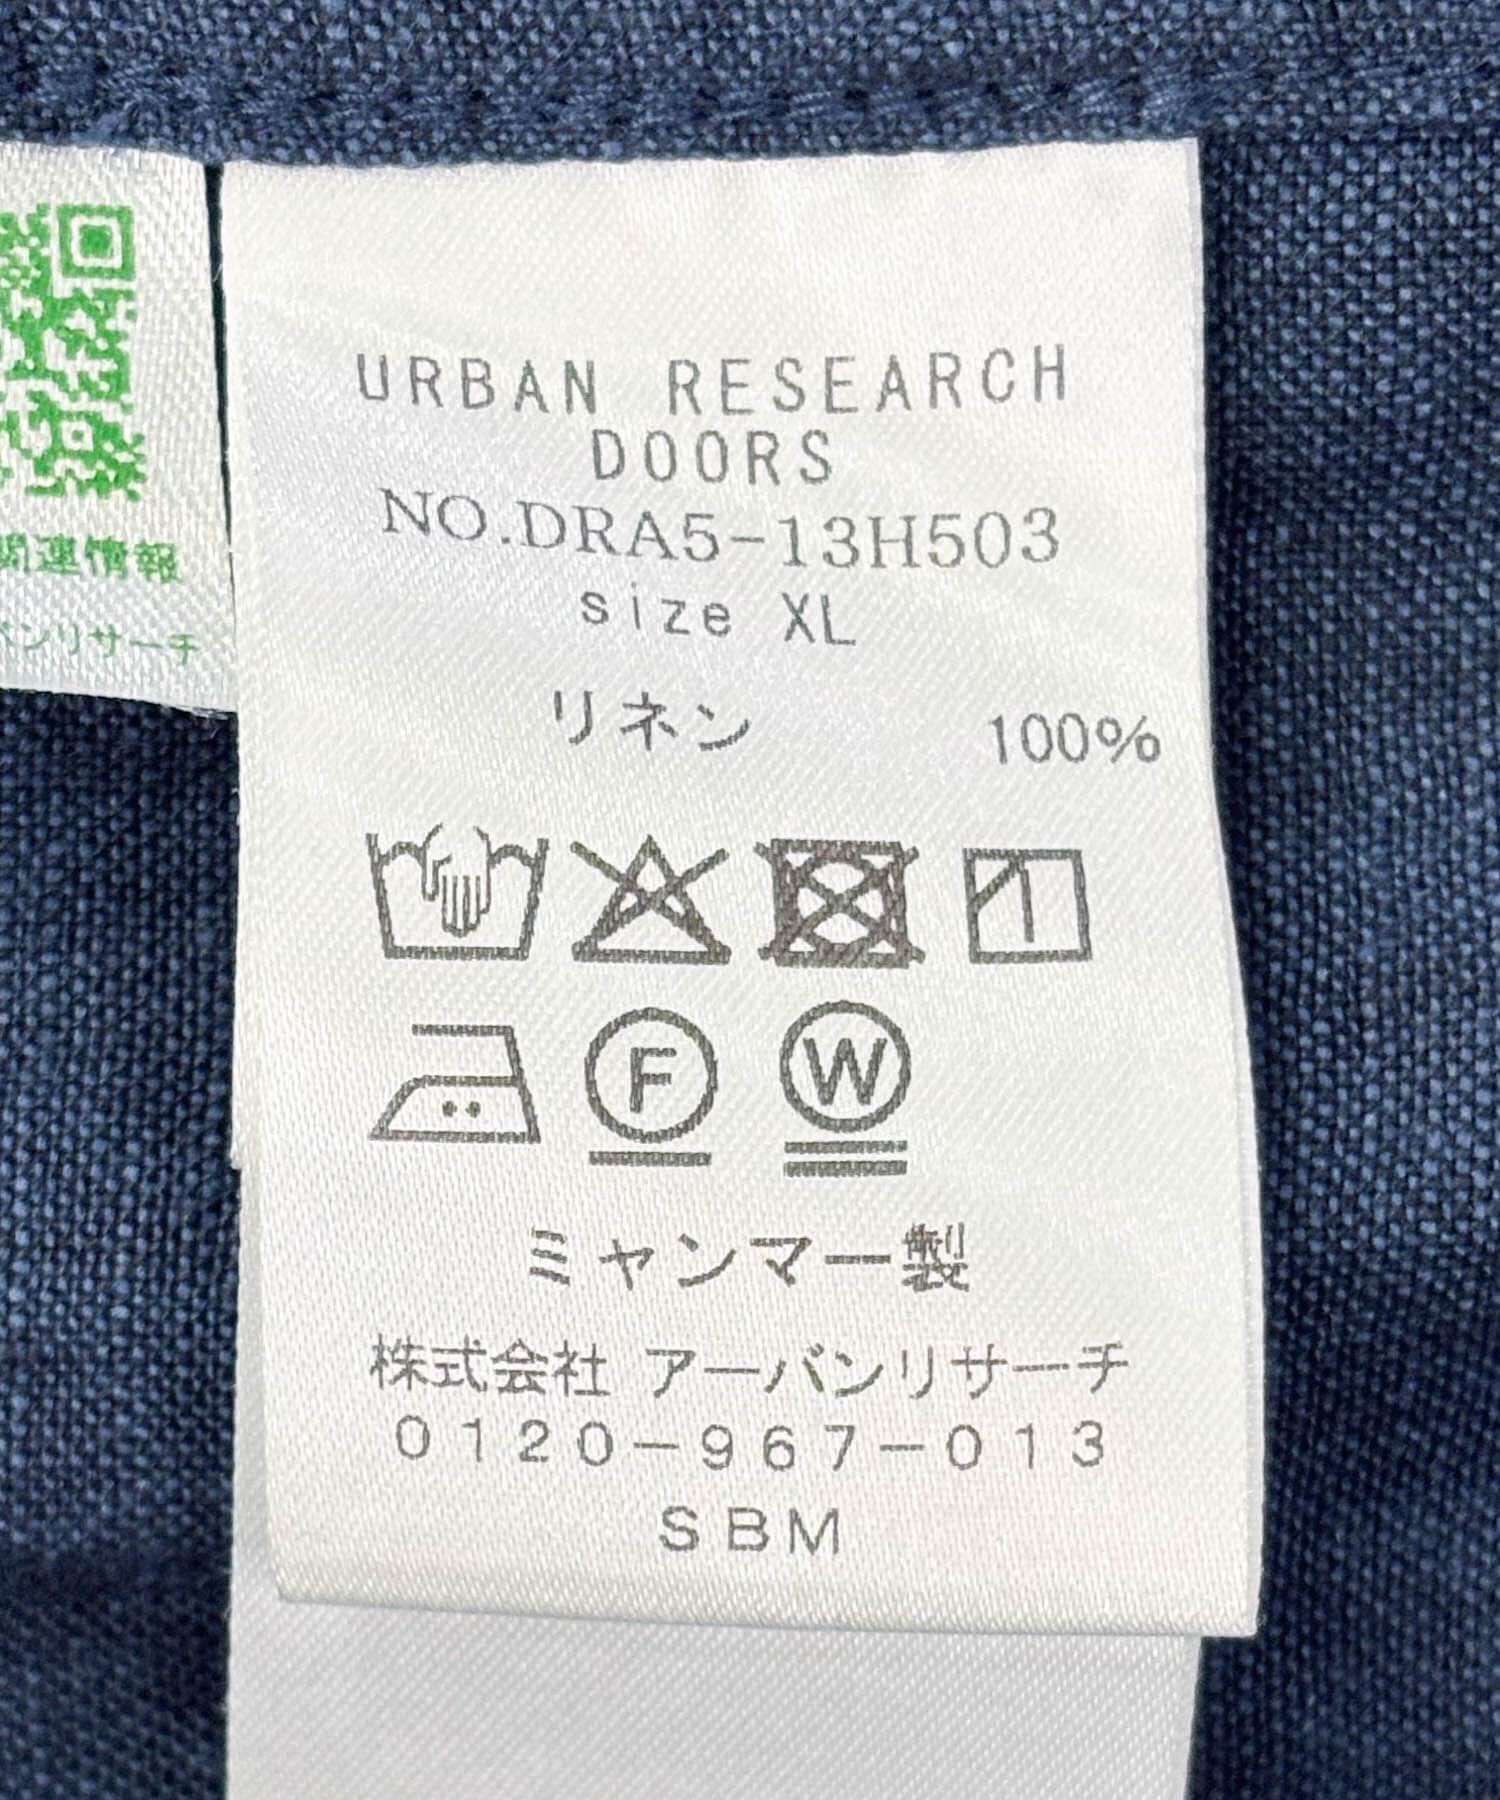 URBAN RESEARCH
DOORS
NO.DRA5-13H503
size XL
リネン 100%
F W
ミャンマー製
株式会社 アーバンリサーチ
0120-967-013
SBM
関連情報
バンリサーチ